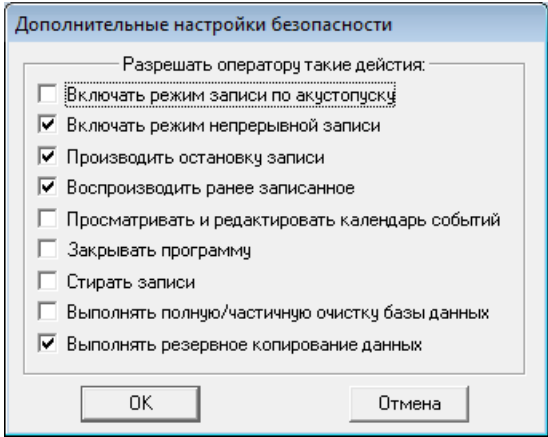 Дополнительные настройки безопасности
Разрешать оператору такие дейстия:
Включать режим записи по акустопуску
Включать режим непрерывной записи
Производить остановку записи
Воспроизводить ранее записанное
Просматривать и редактировать календарь событий
Закрывать программу
Стирать записи
Выполнять полную/частичную очистку базы данных
Выполнять резервное копирование данных
OK Отмена